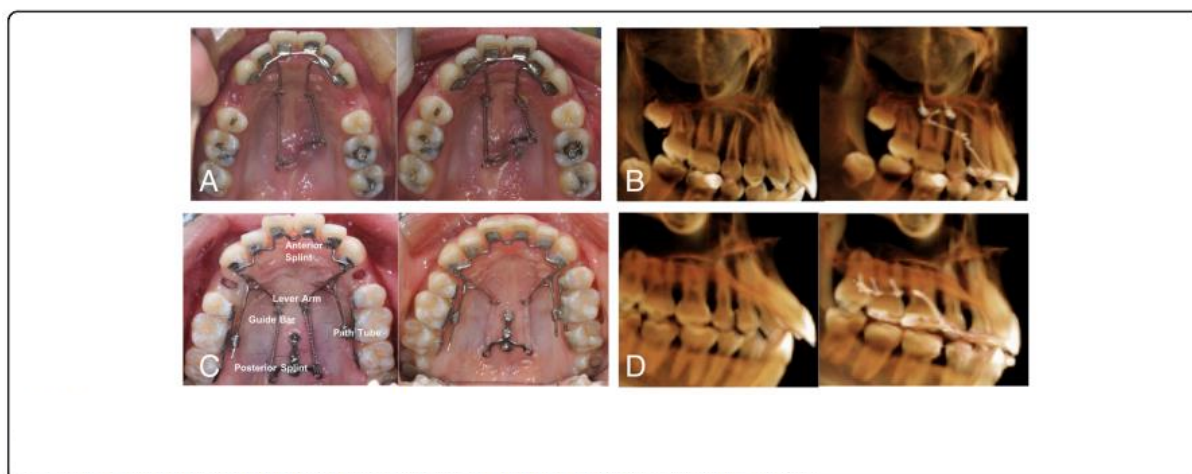 A
B
Anterior
Splint
Lever Arm
Guide Bar
Path Tube
C
Posterior Splint
D